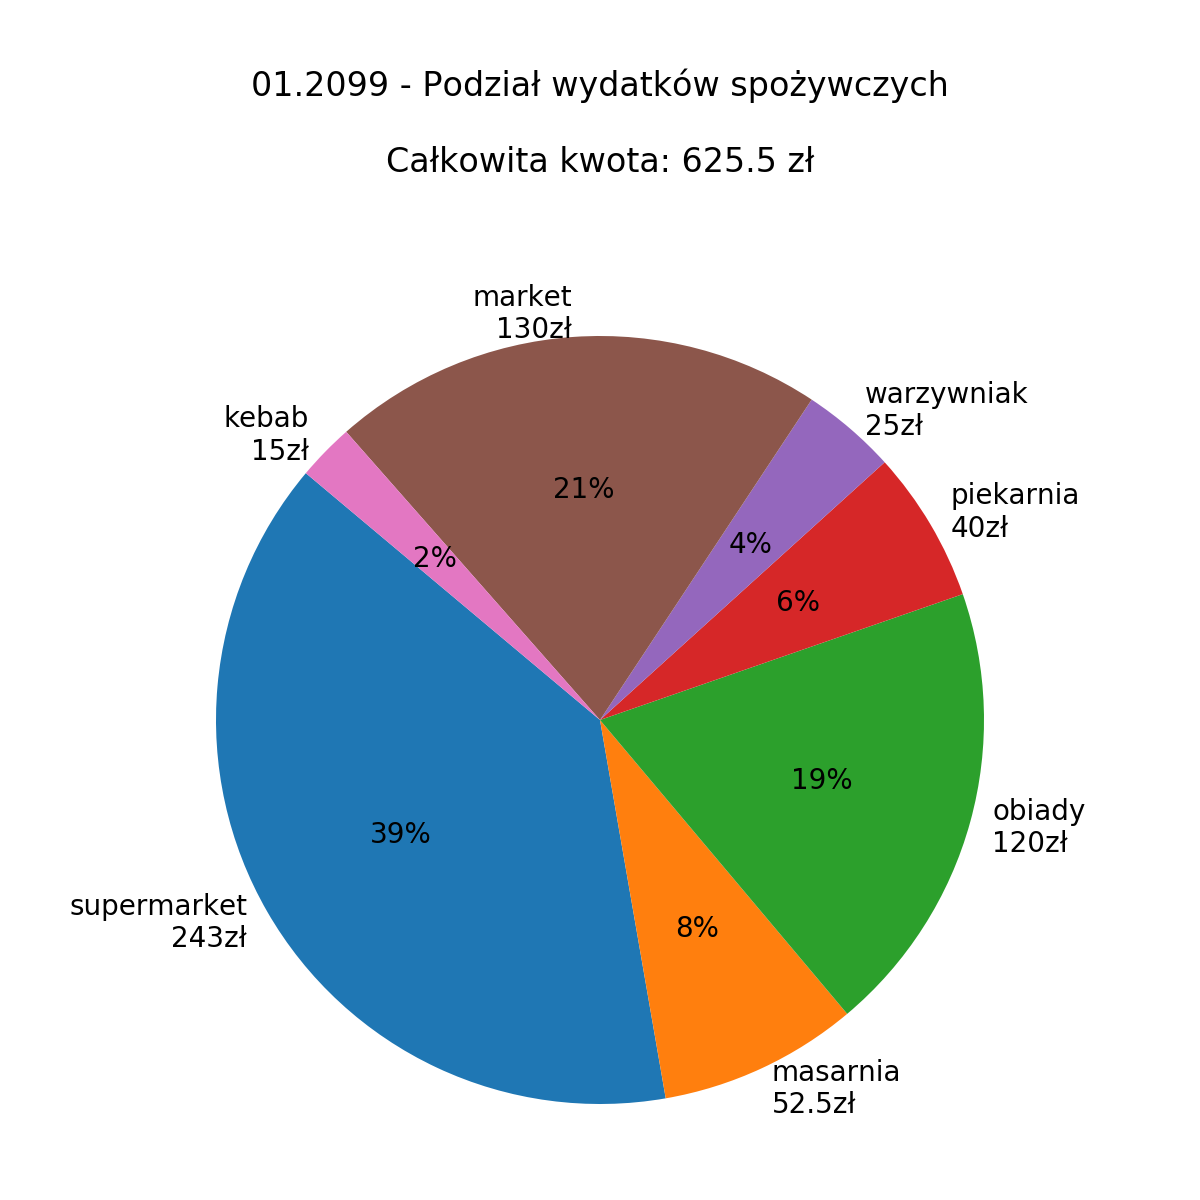 01.2099 - Podział wydatków spożywczych
Całkowita kwota: 625.5 zł
market
130zł
kebab
15zł
warzywniak
25zł
piekarnia
40zł
21%
4%
2%
6%
19%
39%
obiady
120zł
8%
supermarket
243zł
masarnia
52.5zł